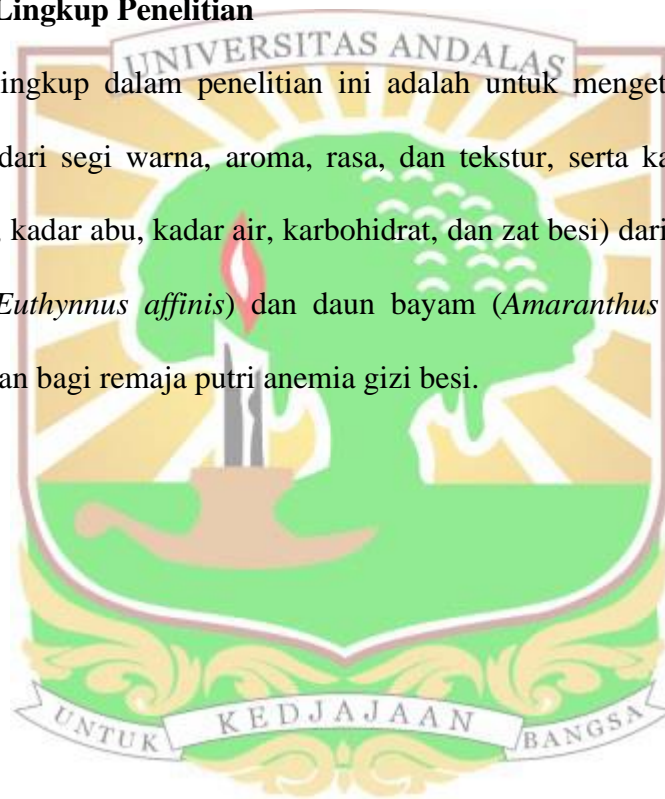 Lingkup Penelitian
UNIVERSITAS ANDALAS
ingkup dalam penelitian ini adalah untuk menget
dari segi warna, aroma, rasa, dan tekstur, serta ka
kadar abu, kadar air, karbohidrat, dan zat besi) dari
Euthynnus affinis) dan daun bayam (Amaranthus
an bagi remaja putri anemia gizi besi.
UNTUK KEDJAJAAN BANGSA